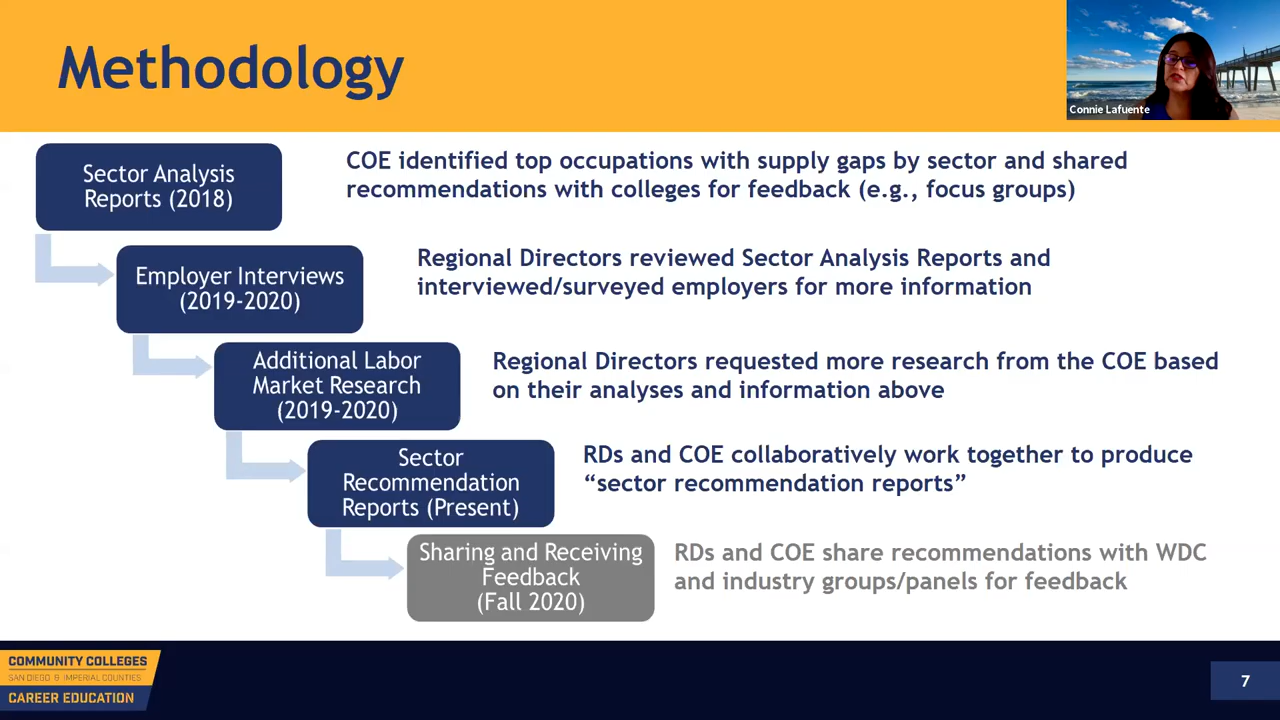 Methodology
Connie Lafuente
Sector Analysis
Reports (2018)
COE identified top occupations with supply gaps by sector and shared
recommendations with colleges for feedback (e.g., focus groups)
Employer Interviews
(2019-2020)
Regional Directors reviewed Sector Analysis Reports and
interviewed/surveyed employers for more information
Additional Labor
Market Research
(2019-2020)
Regional Directors requested more research from the COE based
on their analyses and information above
Sector
Recommendation
Reports (Present)
RDs and COE collaboratively work together to produce
“sector recommendation reports”
Sharing and Receiving
Feedback
(Fall 2020)
RDs and COE share recommendations with WDC
and industry groups/panels for feedback
COMMUNITY COLLEGES
SAN DIEGO & IMPERIAL COUNTIES
CAREER EDUCATION
7